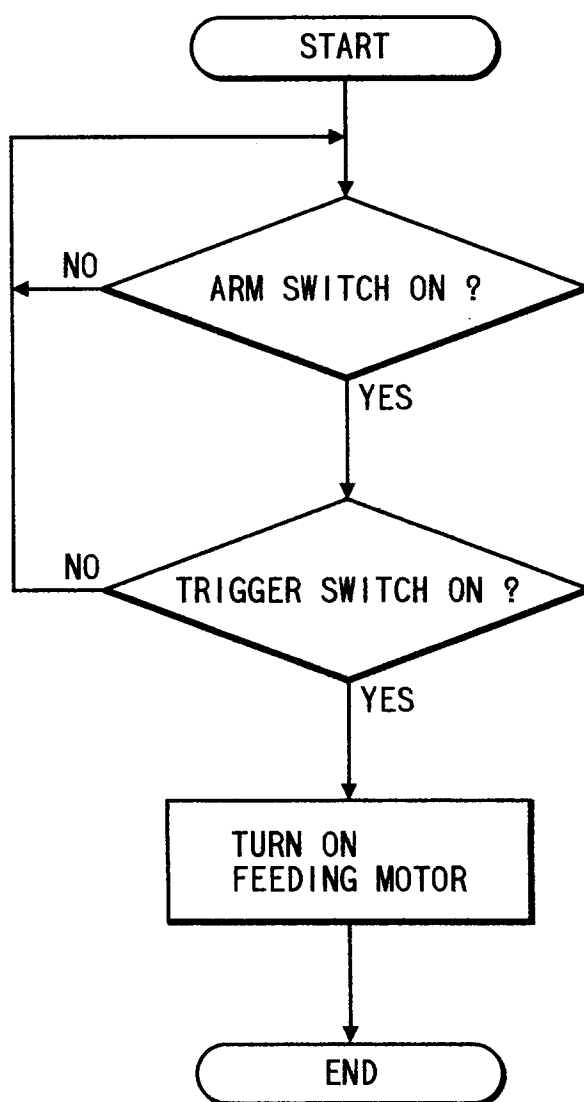 START
NO
ARM SWITCH ON ?
YES
NO
TRIGGER SWITCH ON ?
YES
TURN ON
FEEDING MOTOR
END